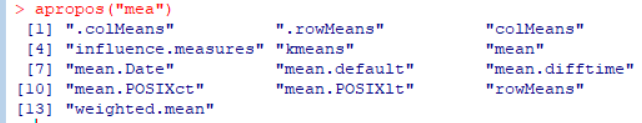 > apropos("mea")
 [1] ".colMeans"          ".rowMeans"          "colMeans"
 [4] "influence.measures" "kmeans"             "mean"
 [7] "mean.Date"          "mean.default"       "mean.difftime"
[10] "mean.POSIXct"       "mean.POSIXlt"       "rowMeans"
[13] "weighted.mean"